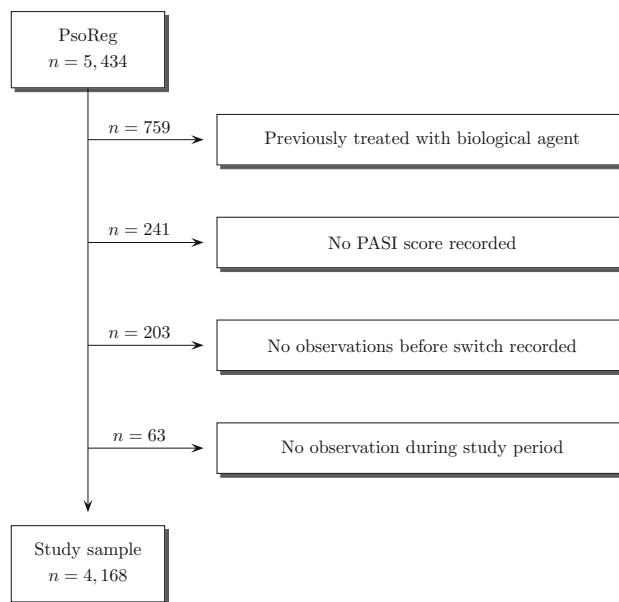 PsoReg
n = 5, 434
n = 759
Previously treated with biological agent
n = 241
No PASI score recorded
n = 203
No observations before switch recorded
n = 63
No observation during study period
Study sample
n = 4, 168